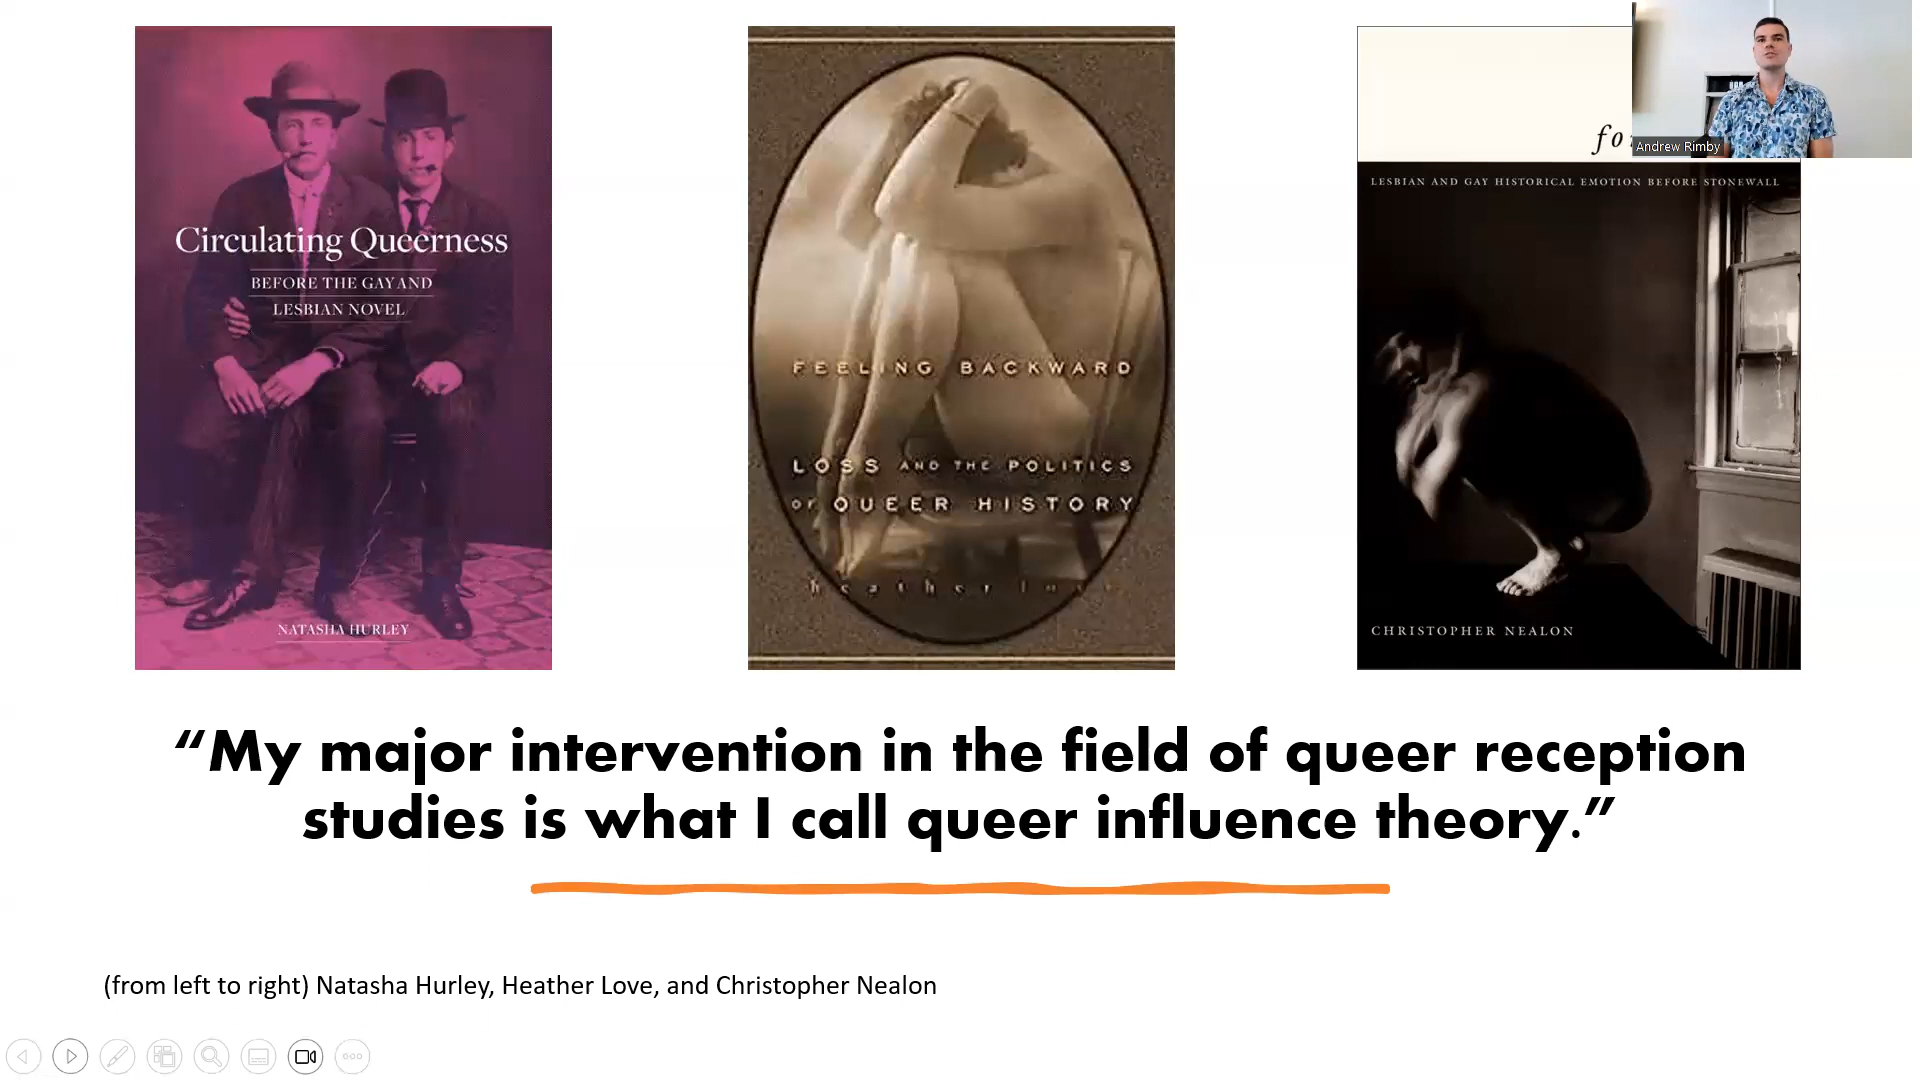 Circulating Queerness
BEFORE THE GAY AND
LESBIAN NOVEL
NATASHA HURLEY
FEELING BACKWARD
LOSS AND THE POLITICS
OF QUEER HISTORY
heather love
LESBIAN AND GAY HISTORICAL EMOTION BEFORE STONEWALL
CHRISTOPHER NEALON
Andrew Rimby
“My major intervention in the field of queer reception
studies is what I call queer influence theory.”
(from left to right) Natasha Hurley, Heather Love, and Christopher Nealon